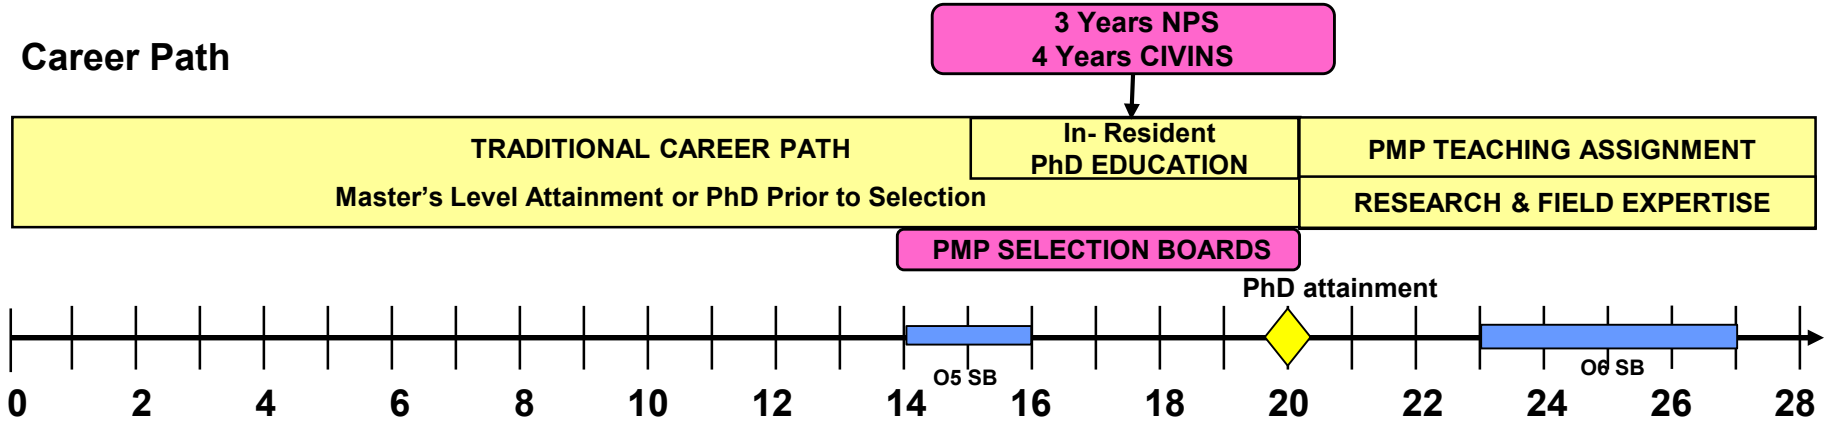 3 Years NPS
4 Years CIVINS
Career Path
TRADITIONAL CAREER PATH
In- Resident
PhD EDUCATION
PMP TEACHING ASSIGNMENT
Master's Level Attainment or PhD Prior to Selection
RESEARCH & FIELD EXPERTISE
PMP SELECTION BOARDS
PhD attainment
O5 SB
O6 SB
0 2 4 6 8 10 12 14 16 18 20 22 24 26 28